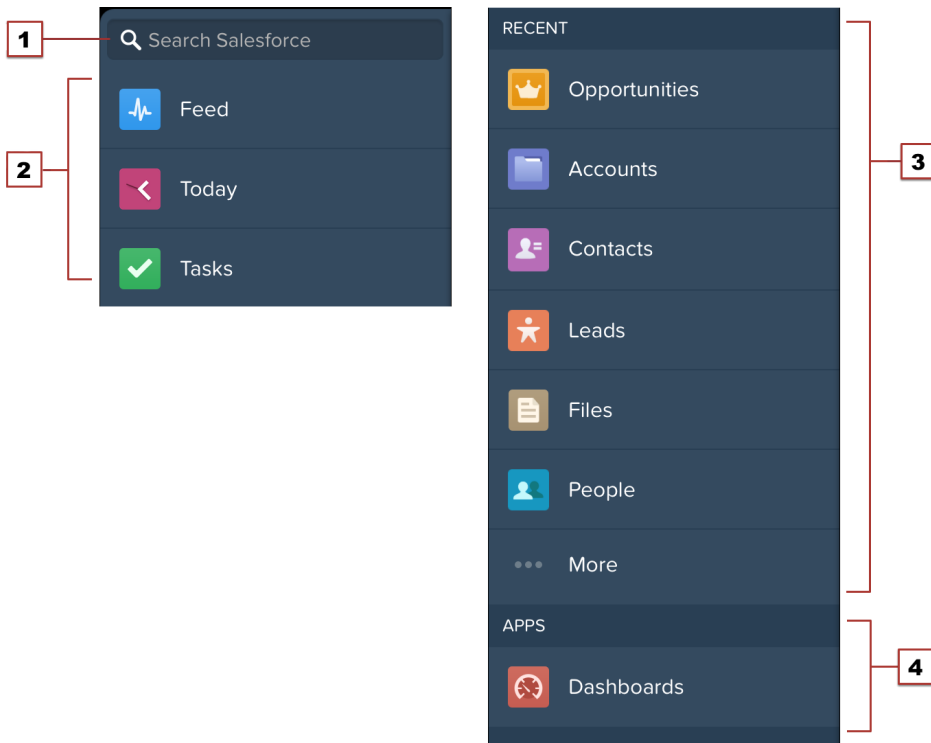 1
Search Salesforce
2
Feed
Today
Tasks
RECENT
Opportunities
Accounts
Contacts
Leads
Files
People
More
3
APPS
Dashboards
4